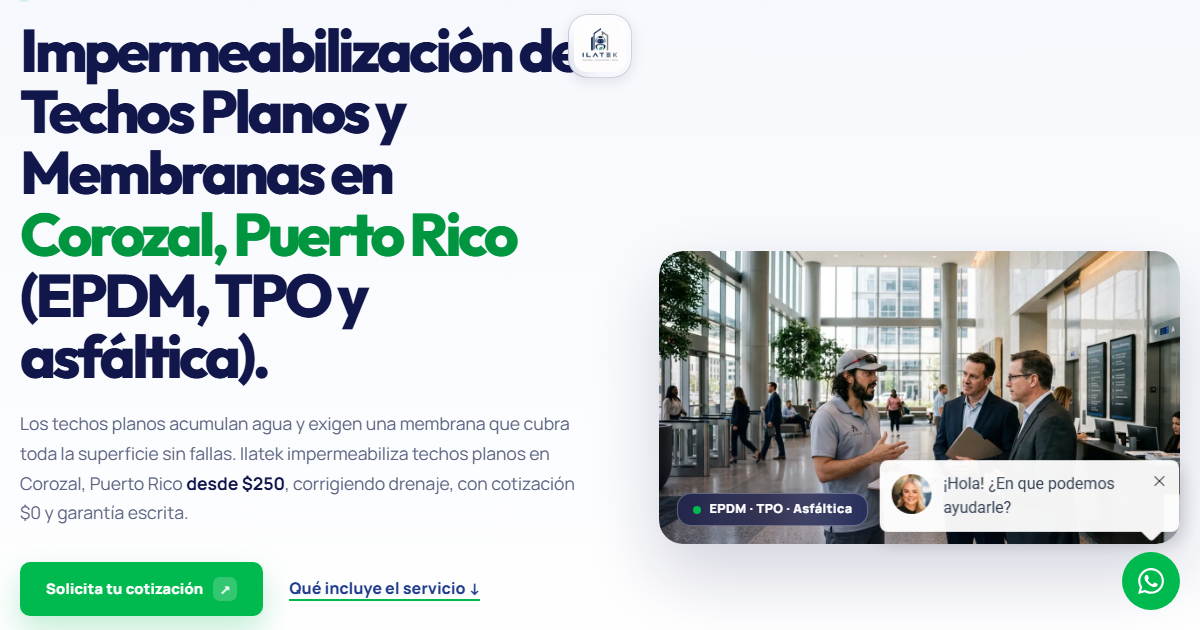 Impermeabilización de
Techos Planos y
Membranas en
Corozal, Puerto Rico
(EPDM, TPO y
asfáltica).
ILATEK
Los techos planos acumulan agua y exigen una membrana que cubra
toda la superficie sin fallas. Ilatek impermeabiliza techos planos en
Corozal, Puerto Rico desde $250, corrigiendo drenaje, con cotización
$0 y garantía escrita.
Solicita tu cotización ↗
Qué incluye el servicio ↓
EPDM · TPO · Asfáltica
¡Hola! ¿En que podemos
ayudarle?